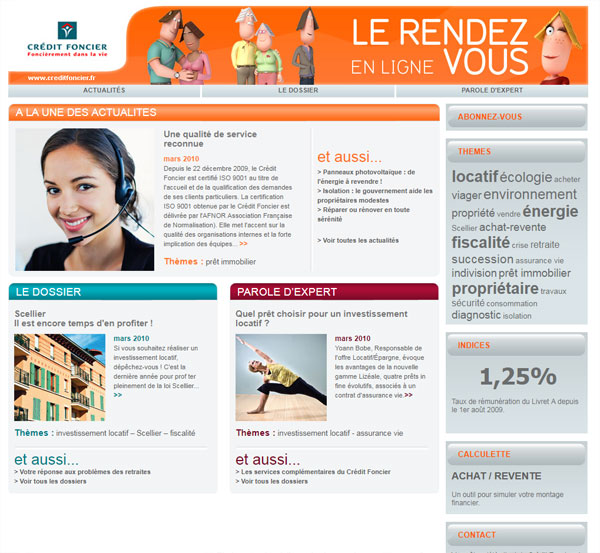 CRÉDIT FONCIER
Foncièrement dans la vie
www.creditfoncier.fr
LE RENDEZ
EN LIGNE VOUS
ACTUALITÉS
LE DOSSIER
PAROLE D'EXPERT
A LA UNE DES ACTUALITES
Une qualité de service
reconnue
mars 2010
Depuis le 22 décembre 2009, le Crédit
Foncier est certifié ISO 9001 au titre de
l'accueil et de la qualification des demandes
de ses clients particuliers. La certification
ISO 9001 obtenue par le Crédit Foncier est
délivrée par l'AFNOR Association Française
de Normalisation). Elle met l'accent sur la
qualité des organisations internes et la forte
implication des équipes... >>
Thèmes : prêt immobilier
et aussi...
> Panneaux photovoltaïque : de
l'énergie à revendre !
> Isolation : le gouvernement aide les
propriétaires modestes
> Réparer ou rénover en toute
sérénité
> Voir toutes les actualités
LE DOSSIER
Scellier
Il est encore temps d'en profiter !
mars 2010
Si vous souhaitez réaliser un
investissement locatif,
dépêchez-vous ! C'est la
dernière année pour prof iter
pleinement de la loi Scellier...
>>
Thèmes : investissement locatif – Scellier – fiscalité
et aussi...
> Votre réponse aux problèmes des retraites
> Voir tous les dossiers
PAROLE D'EXPERT
Quel prêt choisir pour un investissement
locatif ?
mars 2010
Yoann Bobe, Responsable de
l'offre Locatif/Épargne, évoque
les avantages de la nouvelle
gamme Lizéale, quatre prêts in
fine évolutifs, associés à un
contrat d'assurance vie.>>
Thèmes : investissement locatif - assurance vie
et aussi...
> Les services complémentaires du Crédit Foncier
> Voir tous les dossiers
ABONNEZ-VOUS
THEMES
locatif écologie acheter
viager environnement
propriété vendre énergie
Scellier achat-revente
fiscalité crise retraite
succession assurance vie
indivision prêt immobilier
propriétaire travaux
sécurité consommation
diagnostic isolation
INDICES
1,25%
Taux de rémunération du Livret A depuis
le 1er août 2009.
CALCULETTE
ACHAT / REVENTE
Un outil pour simuler votre montage
financier.
CONTACT